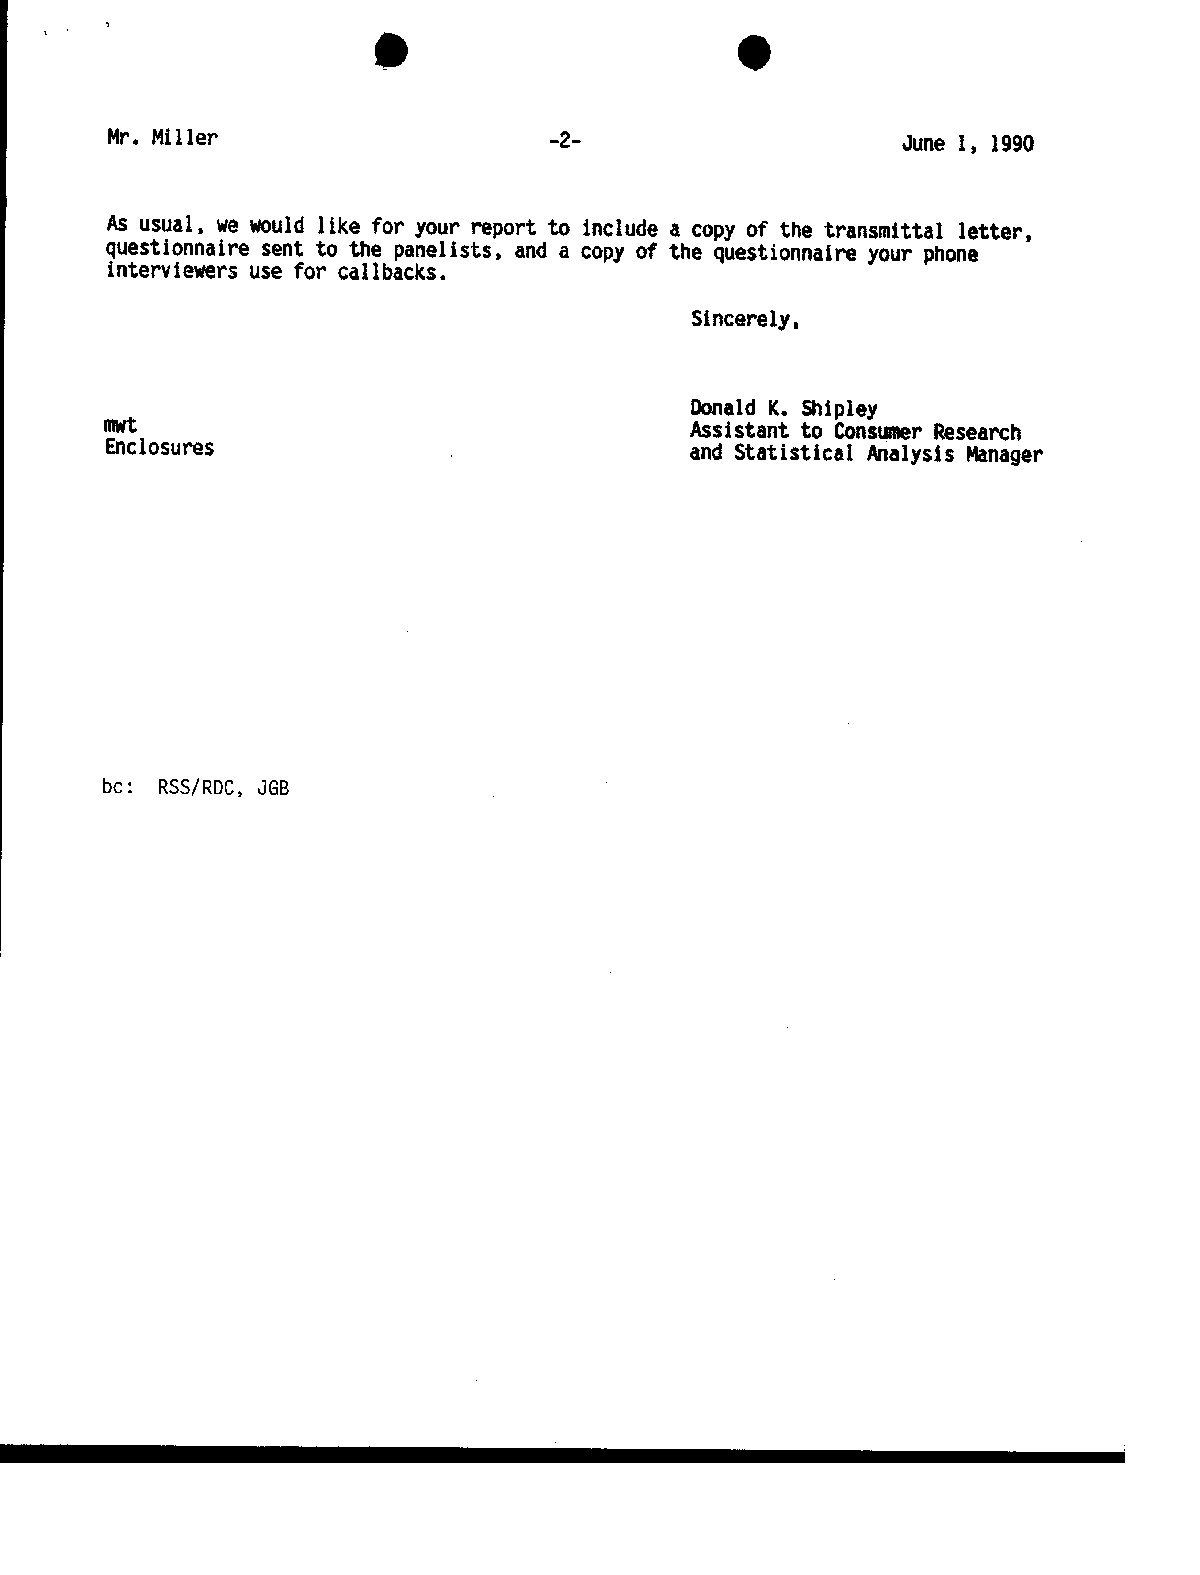 Mr. Miller -2- June 1, 1990
As usual, we would like for your report to include a copy of the transmittal letter,
questionnaire sent to the panelists, and a copy of the questionnaire your phone
interviewers use for callbacks.
Sincerely,
Donald K. Shipley
Assistant to Consumer Research
and Statistical Analysis Manager
mwt
Enclosures
bc: RSS/RDC, JGB